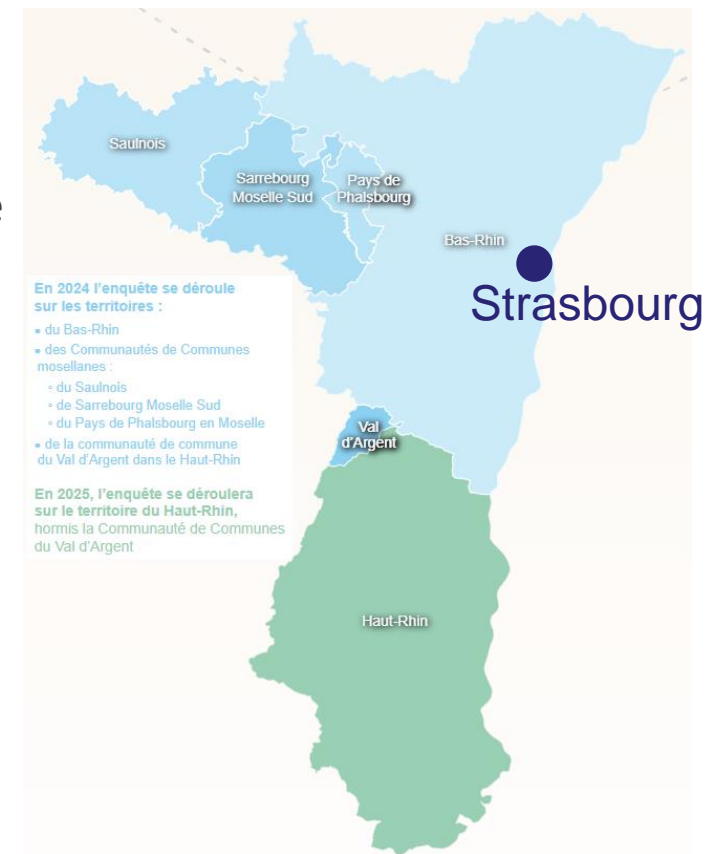 Saulnois
Sarrebourg
Moselle Sud
Pays de
Phalsbourg
e
Bas-Rhin
Strasbourg
En 2024 l'enquête se déroule
sur les territoires :
▪ du Bas-Rhin
▪ des Communautés de Communes
mosellanes :
◦ du Saulnois
◦ de Sarrebourg Moselle Sud
◦ du Pays de Phalsbourg en Moselle
▪ de la communauté de commune
du Val d'Argent dans le Haut-Rhin
Val
d'Argent
En 2025, l'enquête se déroulera
sur le territoire du Haut-Rhin,
hormis la Communauté de Communes
du Val d'Argent
Haut-Rhin